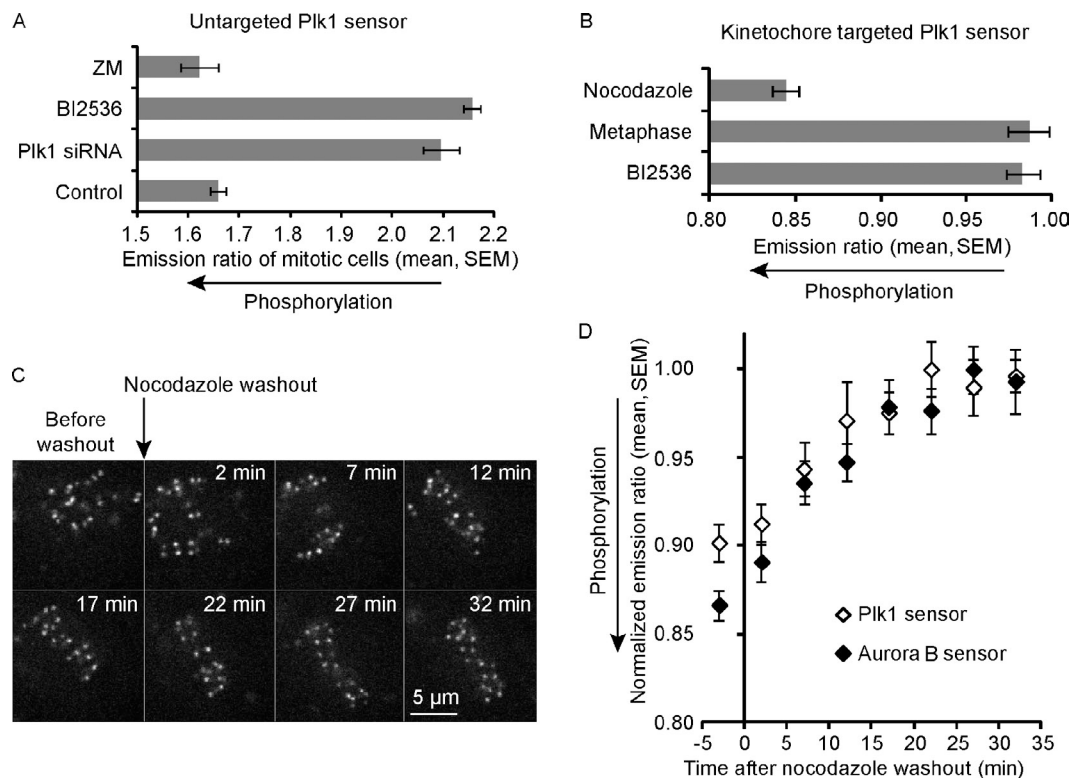 A
Untargeted Plk1 sensor
ZM
BI2536
Plk1 siRNA
Control
1.5 1.6 1.7 1.8 1.9 2.0 2.1 2.2
Emission ratio of mitotic cells (mean, SEM)
Phosphorylation
B
Kinetochore targeted Plk1 sensor
Nocodazole
Metaphase
BI2536
0.80 0.85 0.90 0.95 1.00
Emission ratio (mean, SEM)
Phosphorylation
C
Nocodazole washout
Before
washout
2 min 7 min 12 min
17 min 22 min 27 min 32 min
5 µm
D
Phosphorylation
Normalized emission ratio (mean, SEM)
1.00
0.95
0.90
0.85
0.80
Plk1 sensor
Aurora B sensor
-5 0 5 10 15 20 25 30 35
Time after nocodazole washout (min)